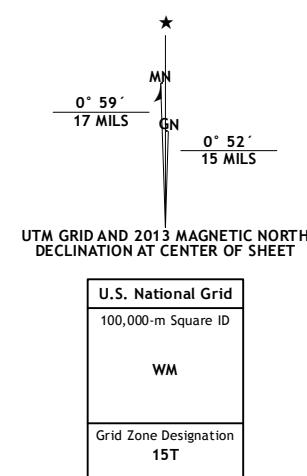 ★
MN
0° 59´
17 MILS
GN
0° 52´
15 MILS
UTM GRID AND 2013 MAGNETIC NORTH
DECLINATION AT CENTER OF SHEET
U.S. National Grid
100,000-m Square ID
WM
Grid Zone Designation
15T